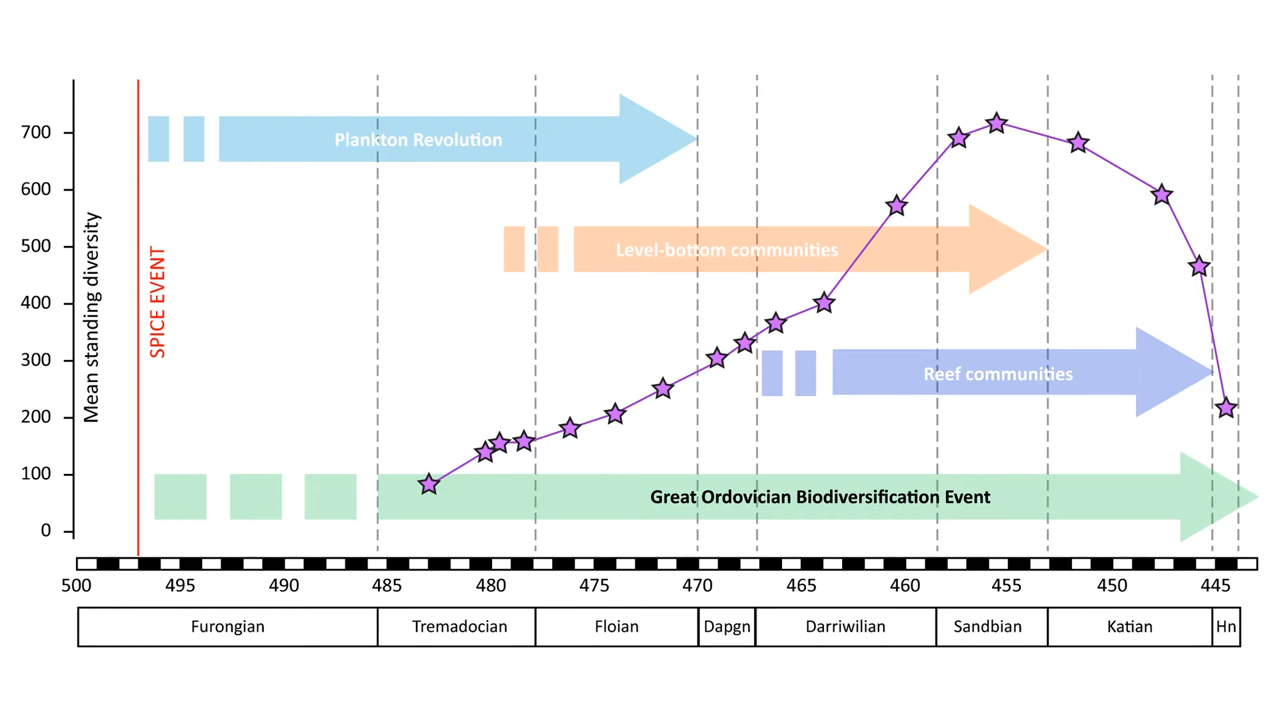 700
600
500
400
300
200
100
0
Mean standing diversity
SPICE EVENT
Plankton Revolution
Level-bottom communities
Reef communities
Great Ordovician Biodiversification Event
500 495 490 485 480 475 470 465 460 455 450 445
Furongian Tremadocian Floian Dapgn Darriwilian Sandbian Katian Hn